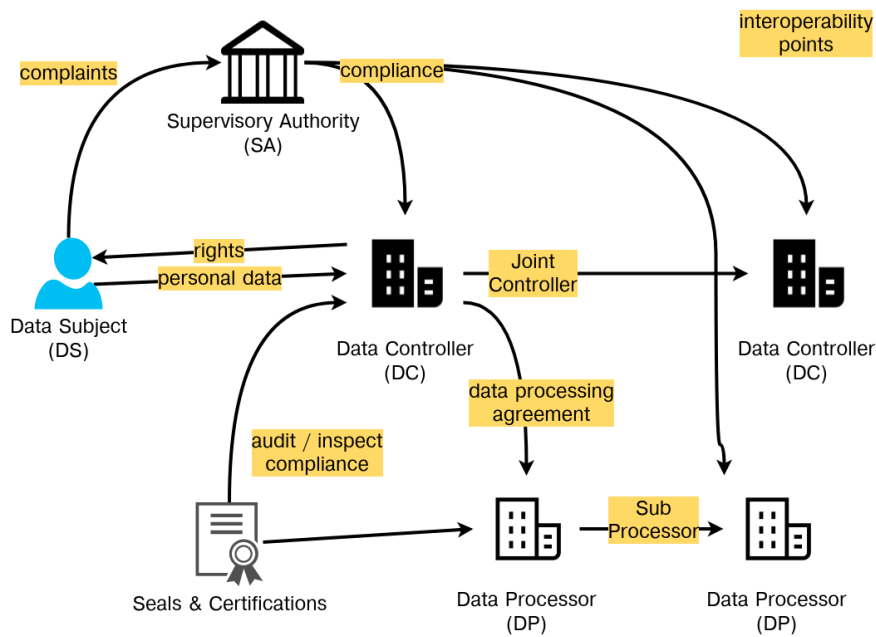 interoperability
points
complaints
compliance
Supervisory Authority
(SA)
rights
personal data
Joint
Controller
Data Subject
(DS)
Data Controller
(DC)
Data Controller
(DC)
data processing
agreement
audit / inspect
compliance
Sub
Processor
Seals & Certifications
Data Processor
(DP)
Data Processor
(DP)